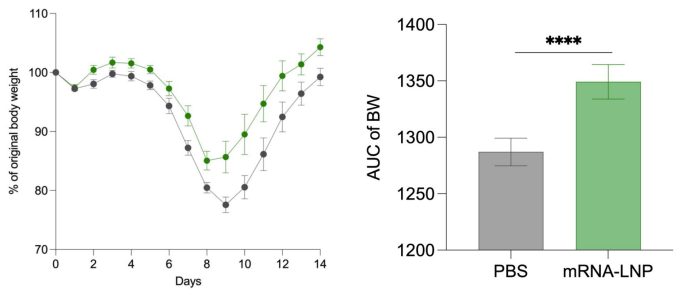 110
100
90
80
70
% of original body weight
0 2 4 6 8 10 12 14
Days
****
1400
1350
1300
1250
1200
AUC of BW
PBS mRNA-LNP